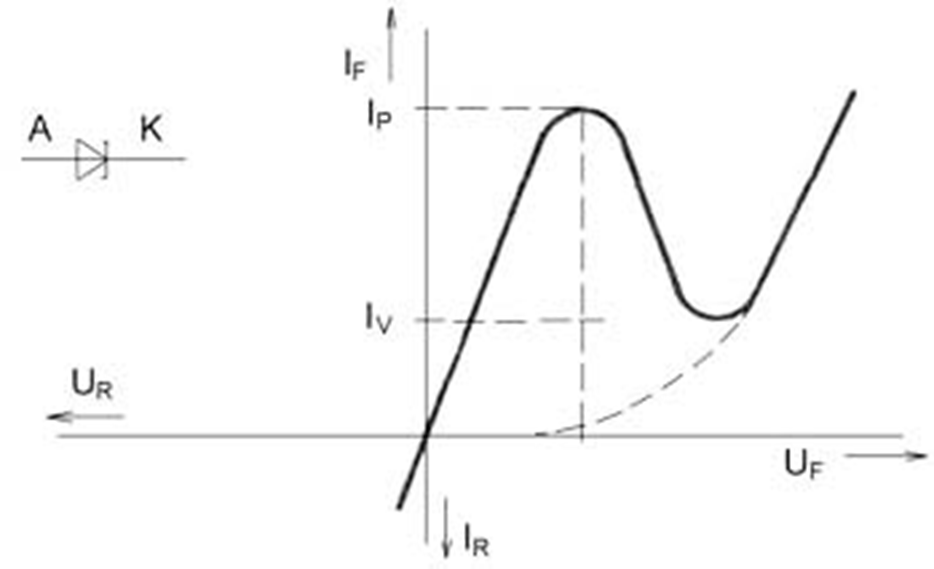 A K
I_F
I_P
I_V
U_R
U_F
I_R